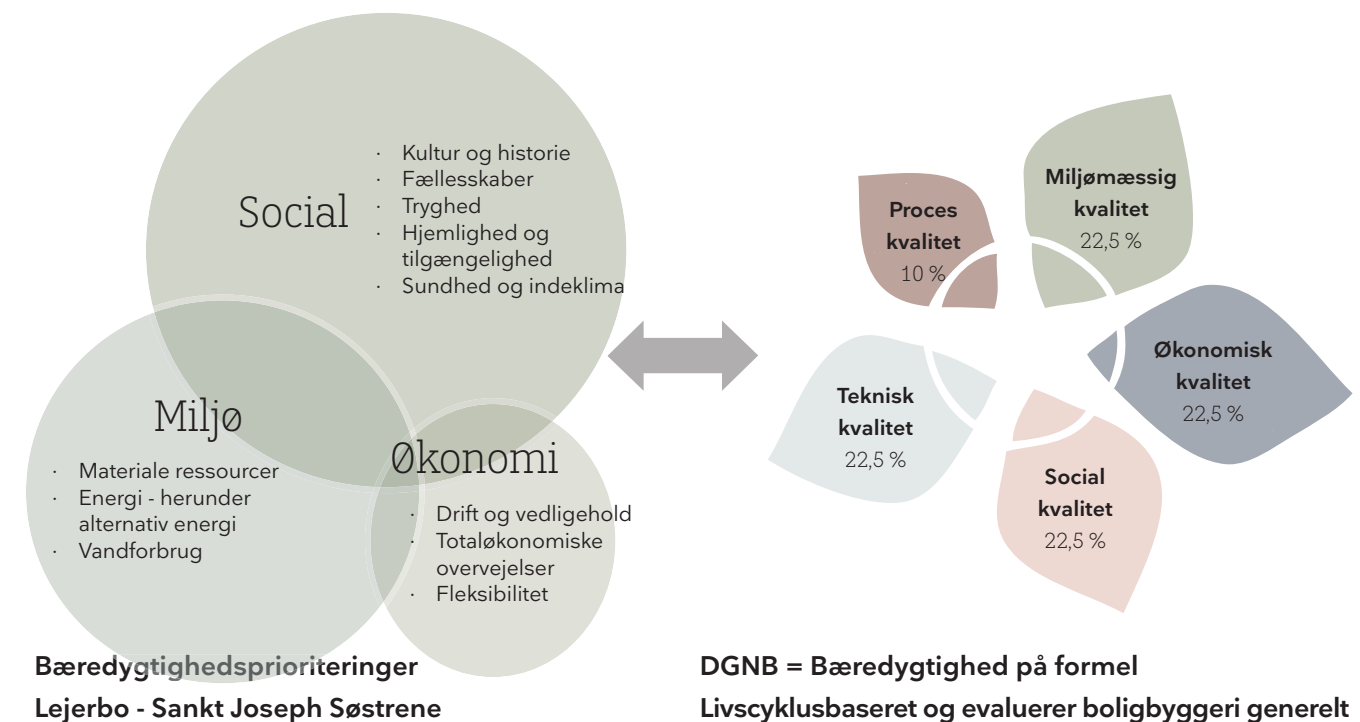 Social
· Kultur og historie
· Fællesskaber
· Tryghed
· Hjemlighed og
tilgængelighed
· Sundhed og indeklima
Miljø
· Materiale ressourcer
· Energi - herunder
alternativ energi
· Vandforbrug
Økonomi
· Drift og vedligehold
· Totaløkonomiske
overvejelser
· Fleksibilitet
Bæredygtighedsprioriteringer
Lejerbo - Sankt Joseph Søstrene
Proces
kvalitet
10 %
Miljømæssig
kvalitet
22,5 %
Økonomisk
kvalitet
22,5 %
Teknisk
kvalitet
22,5 %
Social
kvalitet
22,5 %
DGNB = Bæredygtighed på formel
Livscyklusbaseret og evaluerer boligbyggeri generelt